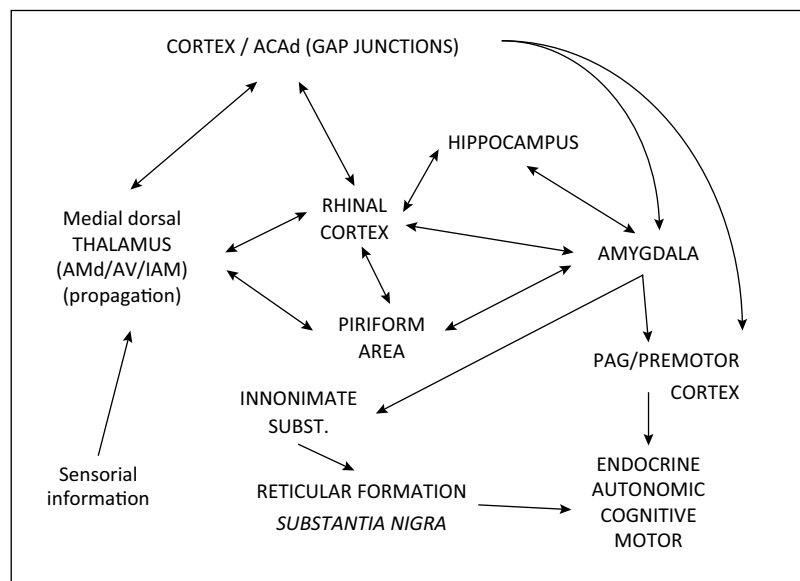 CORTEX / ACAd (GAP JUNCTIONS)
HIPPOCAMPUS
RHINAL
CORTEX
Medial dorsal
THALAMUS
(AMd/AV/IAM)
(propagation)
AMYGDALA
PIRIFORM
AREA
PAG/PREMOTOR
CORTEX
INNONIMATE
SUBST.
Sensorial
information
RETICULAR FORMATION
SUBSTANTIA NIGRA
ENDOCRINE
AUTONOMIC
COGNITIVE
MOTOR